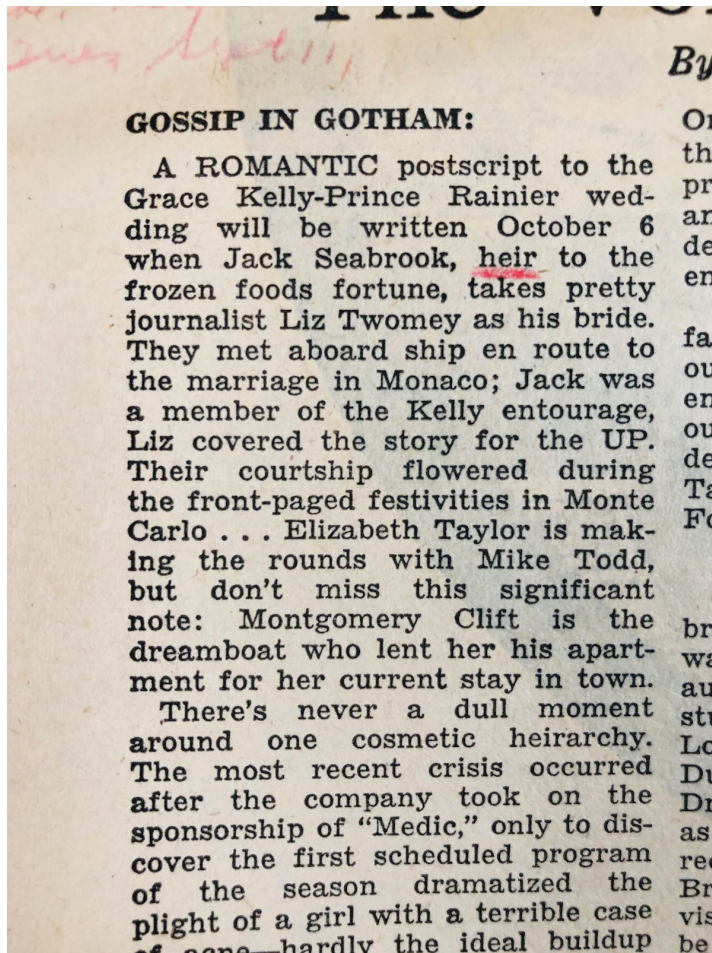 By
GOSSIP IN GOTHAM:
A ROMANTIC postscript to the
Grace Kelly-Prince Rainier wed-
ding will be written October 6
when Jack Seabrook, heir to the
frozen foods fortune, takes pretty
journalist Liz Twomey as his bride.
They met aboard ship en route to
the marriage in Monaco; Jack was
a member of the Kelly entourage,
Liz covered the story for the UP.
Their courtship flowered during
the front-paged festivities in Monte
Carlo . . . Elizabeth Taylor is mak-
ing the rounds with Mike Todd,
but don't miss this significant
note: Montgomery Clift is the
dreamboat who lent her his apart-
ment for her current stay in town.
There's never a dull moment
around one cosmetic heirarchy.
The most recent crisis occurred
after the company took on the
sponsorship of “Medic,” only to dis-
cover the first scheduled program
of the season dramatized the
plight of a girl with a terrible case
of acne—hardly the ideal buildup